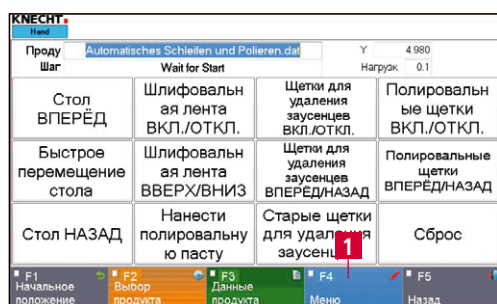 KNECHT
Hand
Проду Automatisches Schleifen und Polieren.dat Y 4.980
Шаг Wait for Start Нагрузк 0.1
Стол
ВПЕРЁД
Шлифовальн
ая лента
ВКЛ./ОТКЛ.
Щетки для
удаления
заусенцев
ВКЛ./ОТКЛ.
Полировальн
ые щетки
ВКЛ./ОТКЛ.
Быстрое
перемещение
стола
Шлифовальн
ая лента
ВВЕРХ/ВНИЗ
Щетки для
удаления
заусенцев
ВПЕРЁД/НАЗАД
Полировальные
щетки
ВПЕРЁД/НАЗАД
Стол НАЗАД
Нанести
полировальну
ю пасту
Старые щетки
для удаления
заусенц
Сброс
1
F1
Начальное
положение
F2
Выбор
продукта
F3
Данные
продукта
F4
Меню
F5
Назад